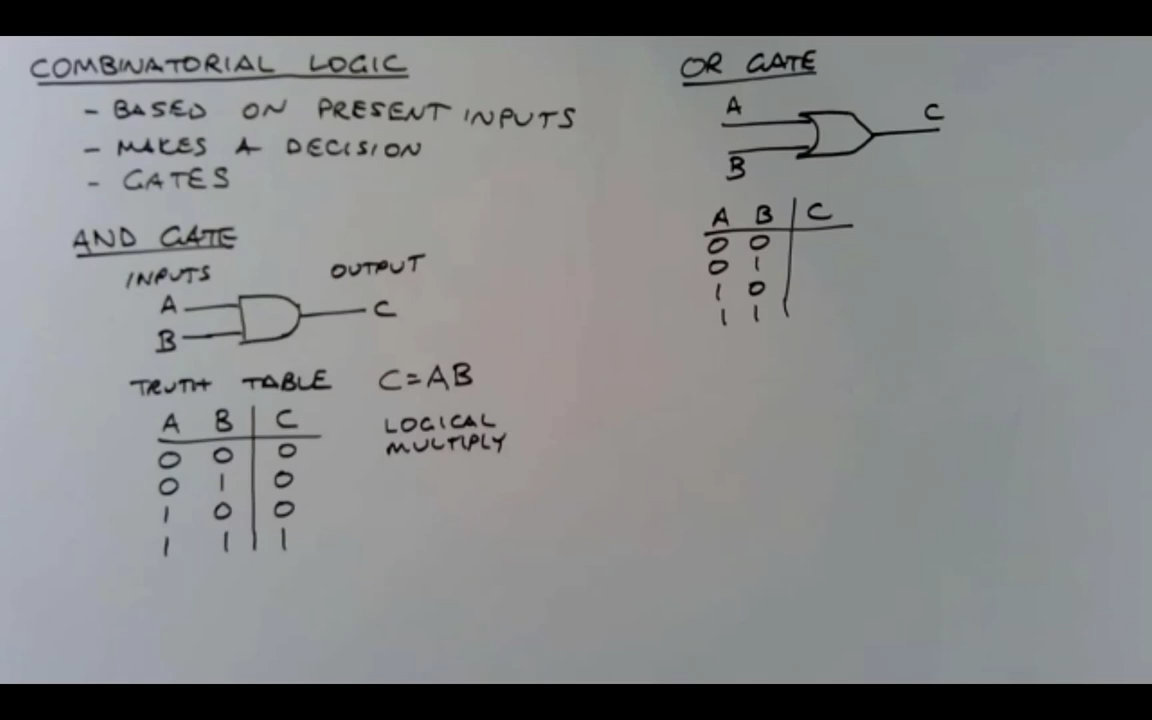 COMBINATORIAL LOGIC
- BASED ON PRESENT INPUTS
- MAKES A DECISION
- GATES
AND GATE
INPUTS OUTPUT
A C
B
TRUTH TABLE C=AB
LOGICAL
MULTIPLY
A B C
0 0 0
0 1 0
1 0 0
1 1 1
OR GATE
A C
B
A B C
0 0
0 1
1 0
1 1